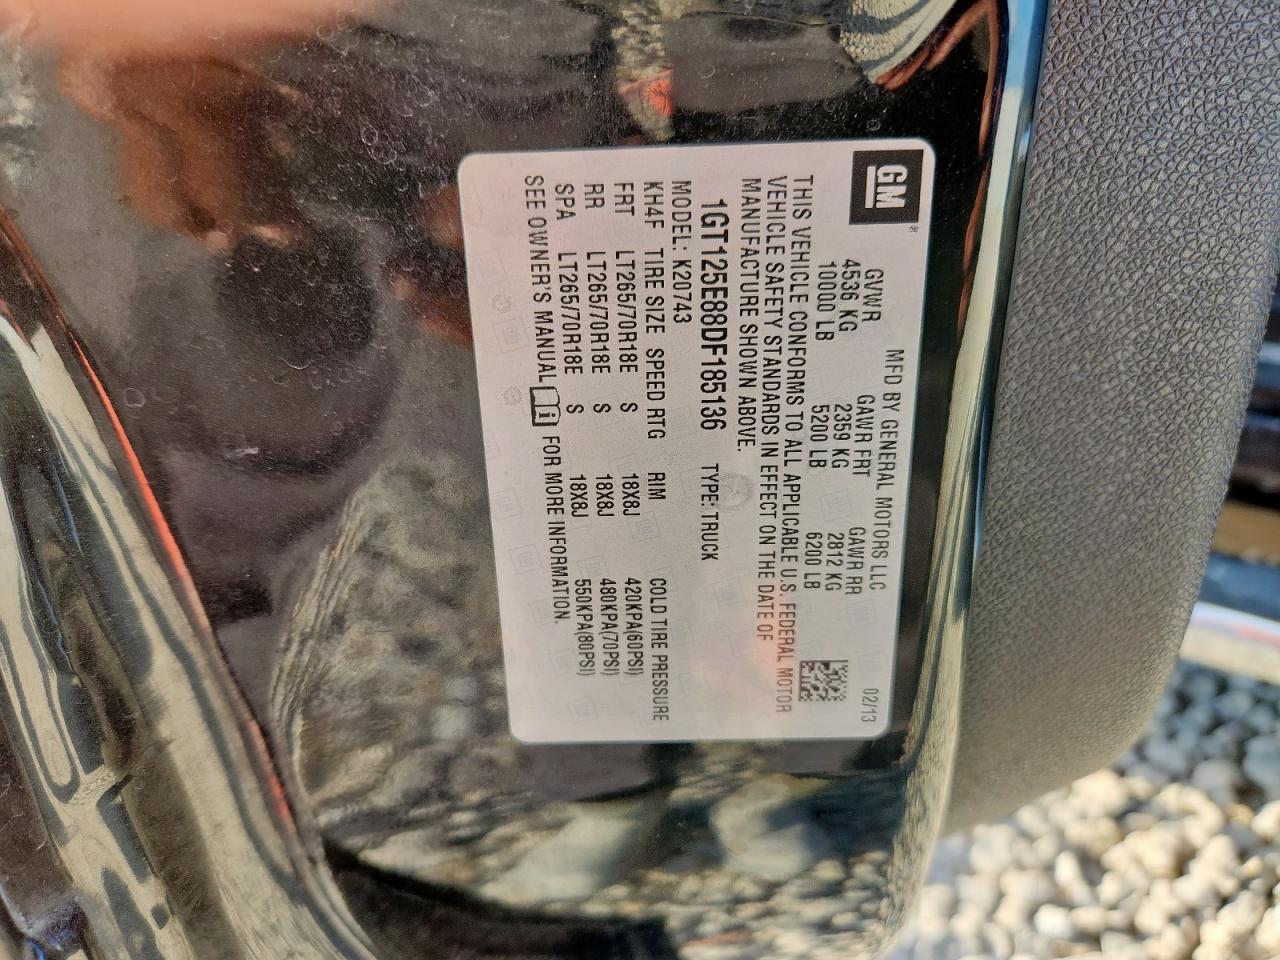 GM
MFD BY GENERAL MOTORS LLC 02/13
GVWR GAWR FRT GAWR RR
4536 KG 2359 KG 2812 KG
10000 LB 5200 LB 6200 LB
THIS VEHICLE CONFORMS TO ALL APPLICABLE U.S. FEDERAL MOTOR
VEHICLE SAFETY STANDARDS IN EFFECT ON THE DATE OF
MANUFACTURE SHOWN ABOVE.
1GT125E88DF185136 TYPE: TRUCK
MODEL: K20743
KH4F TIRE SIZE SPEED RTG RIM COLD TIRE PRESSURE
FRT LT265/70R18E S 18X8J 420KPA(60PSI)
RR LT265/70R18E S 18X8J 480KPA(70PSI)
SPA LT265/70R18E S 18X8J 550KPA(80PSI)
SEE OWNER'S MANUAL i FOR MORE INFORMATION.